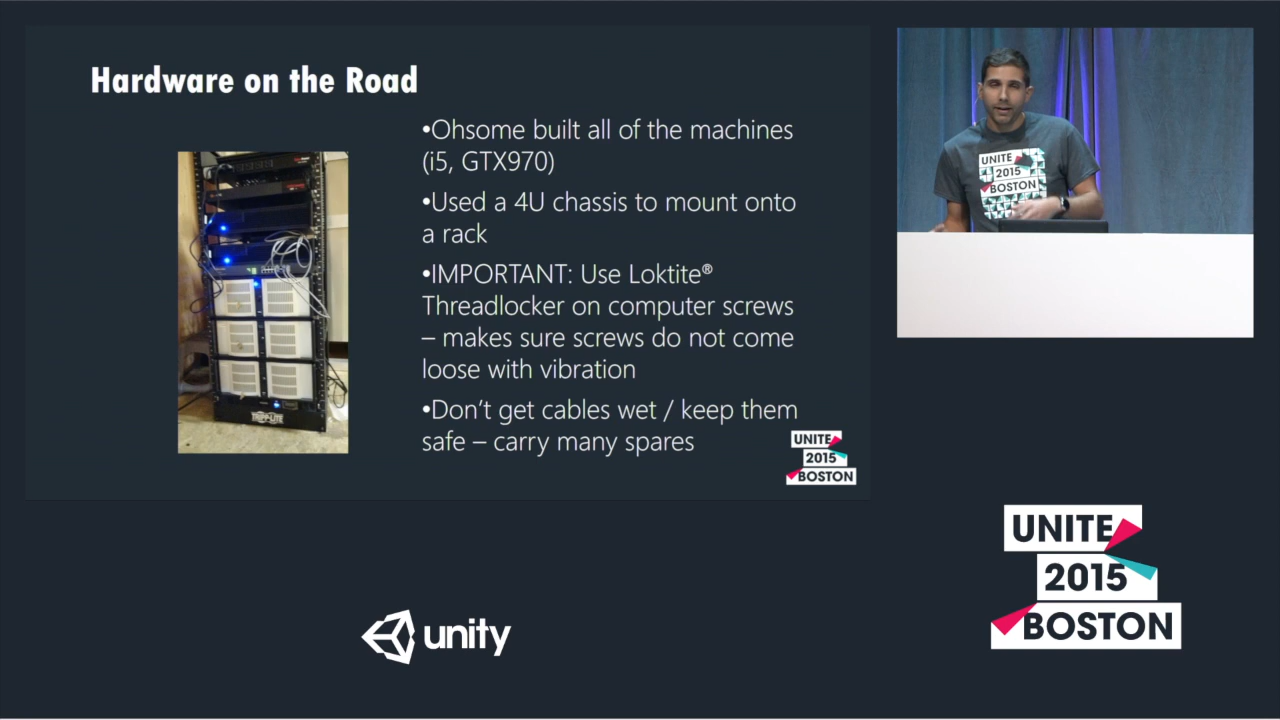 Hardware on the Road
•Ohsome built all of the machines
(i5, GTX970)
•Used a 4U chassis to mount onto
a rack
•IMPORTANT: Use Loktite®
Threadlocker on computer screws
– makes sure screws do not come
loose with vibration
•Don't get cables wet / keep them
safe – carry many spares
TRIPP-LITE
UNITE
2015
BOSTON
UNITE
2015
BOSTON
UNITE
2015
BOSTON
unity